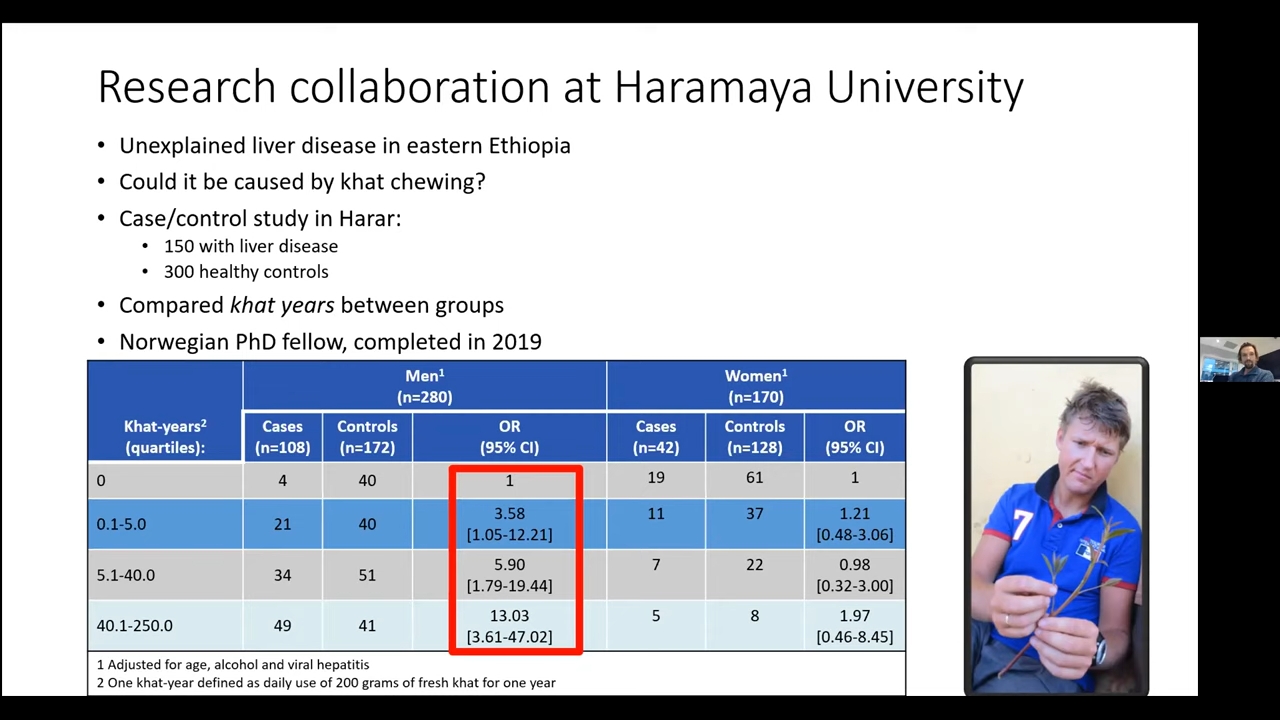 Research collaboration at Haramaya University
• Unexplained liver disease in eastern Ethiopia
• Could it be caused by khat chewing?
• Case/control study in Harar:
• 150 with liver disease
• 300 healthy controls
• Compared khat years between groups
• Norwegian PhD fellow, completed in 2019
Men¹ Women¹
(n=280) (n=170)
Khat-years² Cases Controls OR Cases Controls OR
(quartiles): (n=108) (n=172) (95% CI) (n=42) (n=128) (95% CI)
0 4 40 1 19 61 1
0.1-5.0 21 40 3.58 11 37 1.21
[1.05-12.21] [0.48-3.06]
5.1-40.0 34 51 5.90 7 22 0.98
[1.79-19.44] [0.32-3.00]
40.1-250.0 49 41 13.03 5 8 1.97
[3.61-47.02] [0.46-8.45]
1 Adjusted for age, alcohol and viral hepatitis
2 One khat-year defined as daily use of 200 grams of fresh khat for one year
7